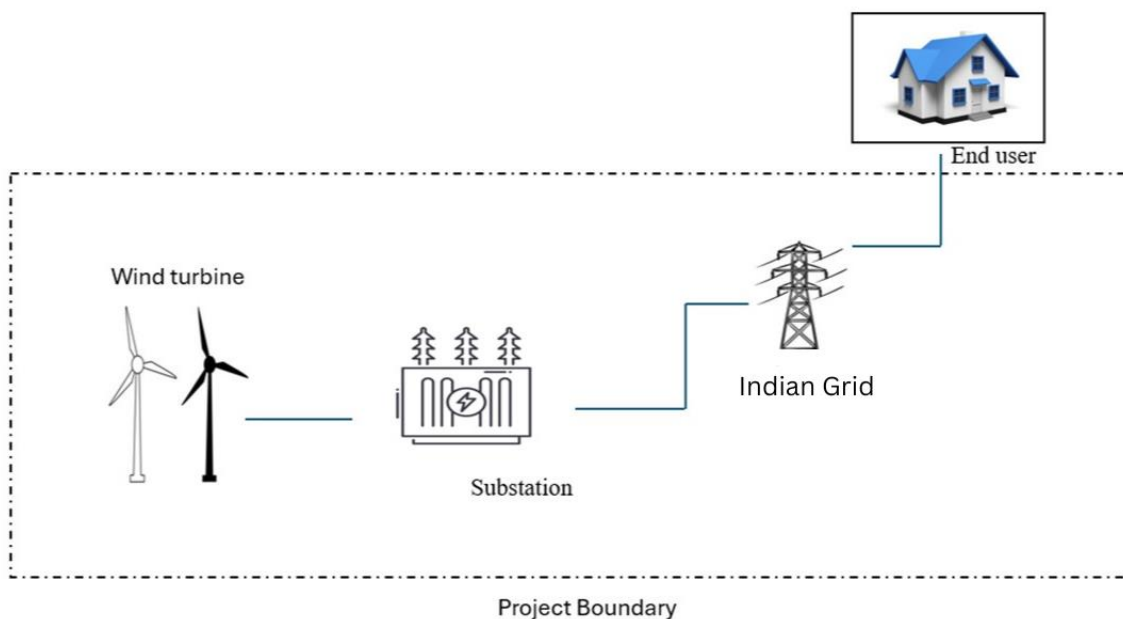 End user
Wind turbine
Indian Grid
Substation
Project Boundary